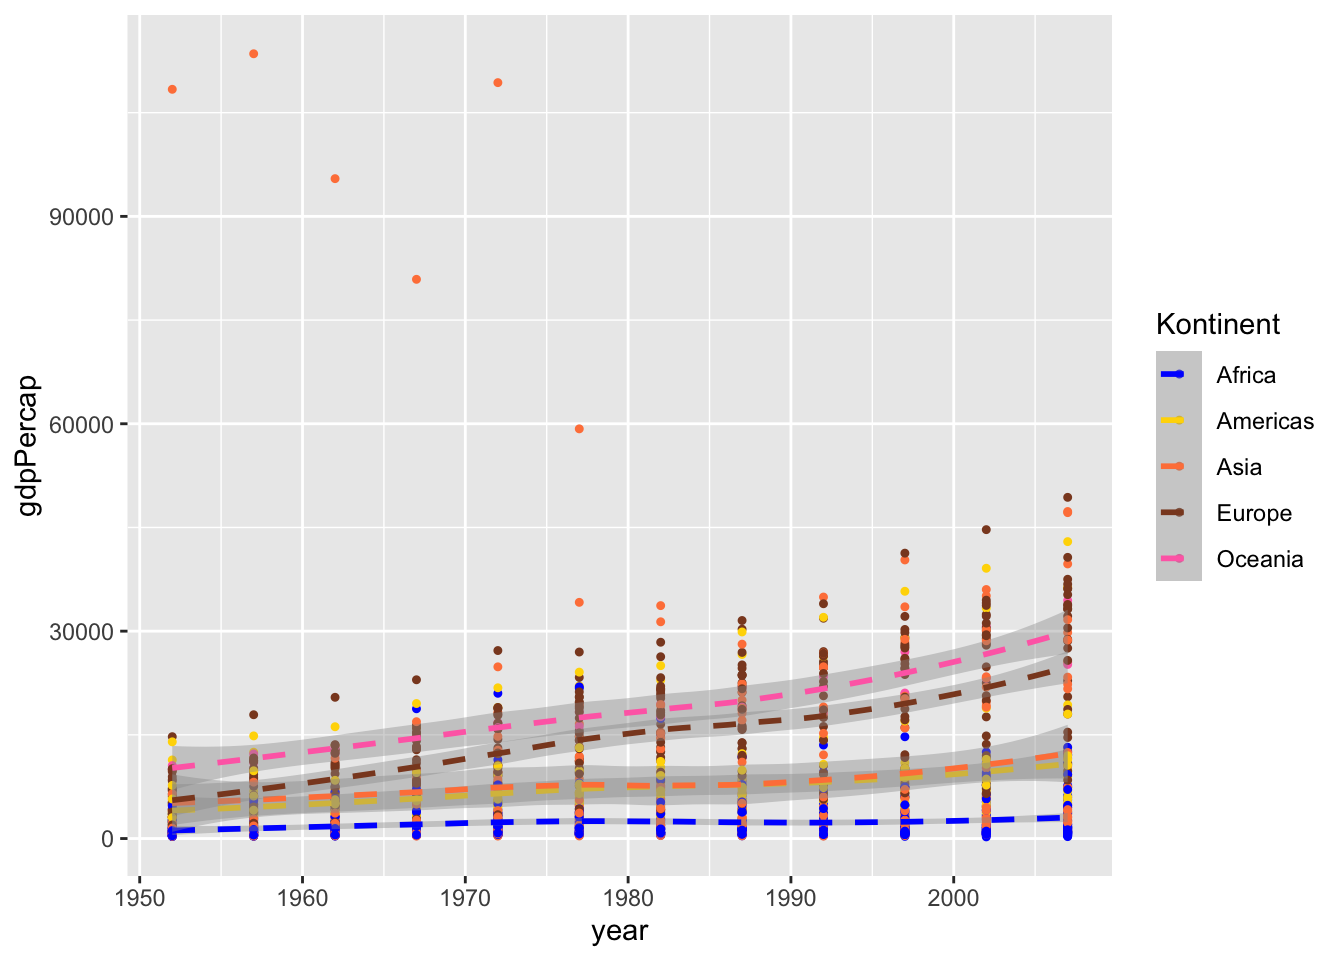 gdpPercap
90000
60000
30000
0
1950 1960 1970 1980 1990 2000
year
Kontinent
Africa
Americas
Asia
Europe
Oceania